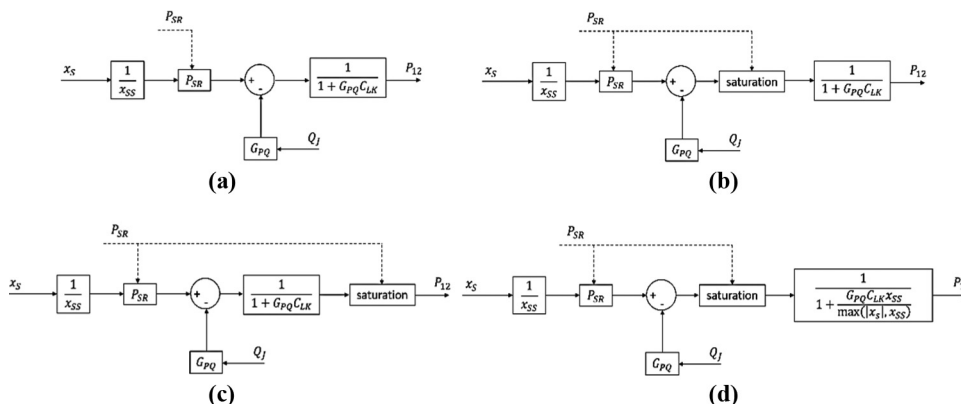 P_SR
x_S
1
x_SS
P_SR
+
-
1
1 + G_PQ C_LK
P_12
G_PQ
Q_J
(a)
P_SR
x_S
1
x_SS
P_SR
+
-
saturation
1
1 + G_PQ C_LK
P_12
G_PQ
Q_J
(b)
P_SR
x_S
1
x_SS
P_SR
+
-
1
1 + G_PQ C_LK
saturation
P_12
G_PQ
Q_J
(c)
P_SR
x_S
1
x_SS
P_SR
+
-
saturation
1
1 + G_PQ C_LK x_SS
max(|x_s|, x_SS)
P
G_PQ
Q_J
(d)